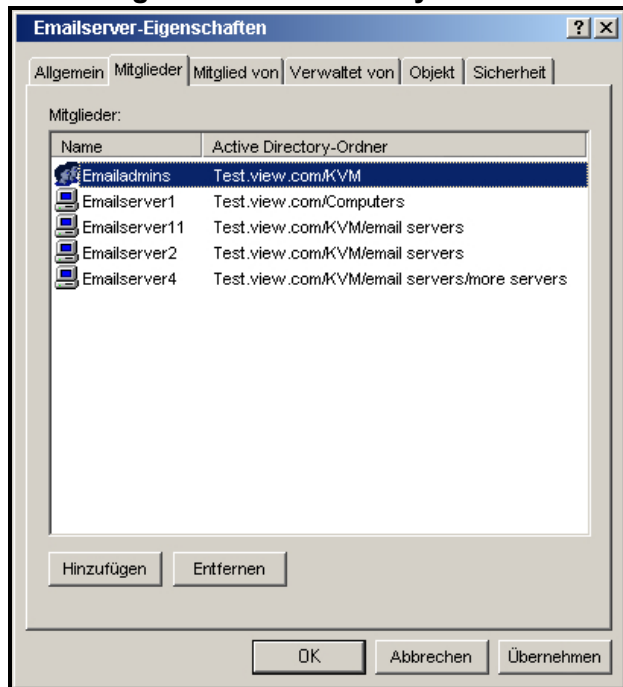 Emailserver-Eigenschaften
Allgemein Mitglieder Mitglied von Verwaltet von Objekt Sicherheit
Mitglieder:
Name Active Directory-Ordner
Emailadmins Test.view.com/KVM
Emailserver1 Test.view.com/Computers
Emailserver11 Test.view.com/KVM/email servers
Emailserver2 Test.view.com/KVM/email servers
Emailserver4 Test.view.com/KVM/email servers/more servers
Hinzufügen Entfernen
OK Abbrechen Übernehmen